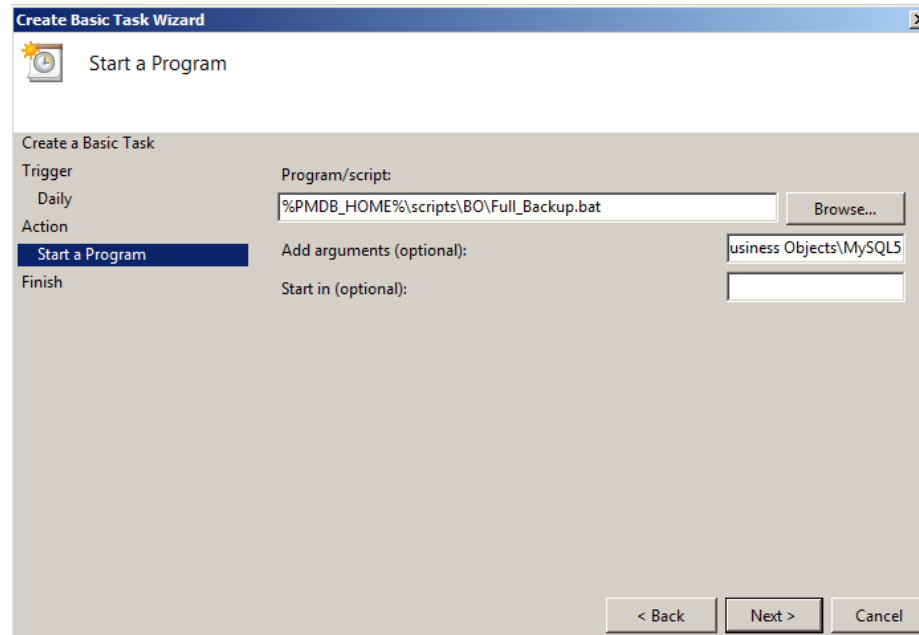 Create Basic Task Wizard
Start a Program
Create a Basic Task
Trigger
Daily
Action
Start a Program
Finish
Program/script:
%PMDB_HOME%\scripts\BO\Full_Backup.bat
Browse...
Add arguments (optional):
usiness Objects\MySQL5
Start in (optional):
< Back
Next >
Cancel